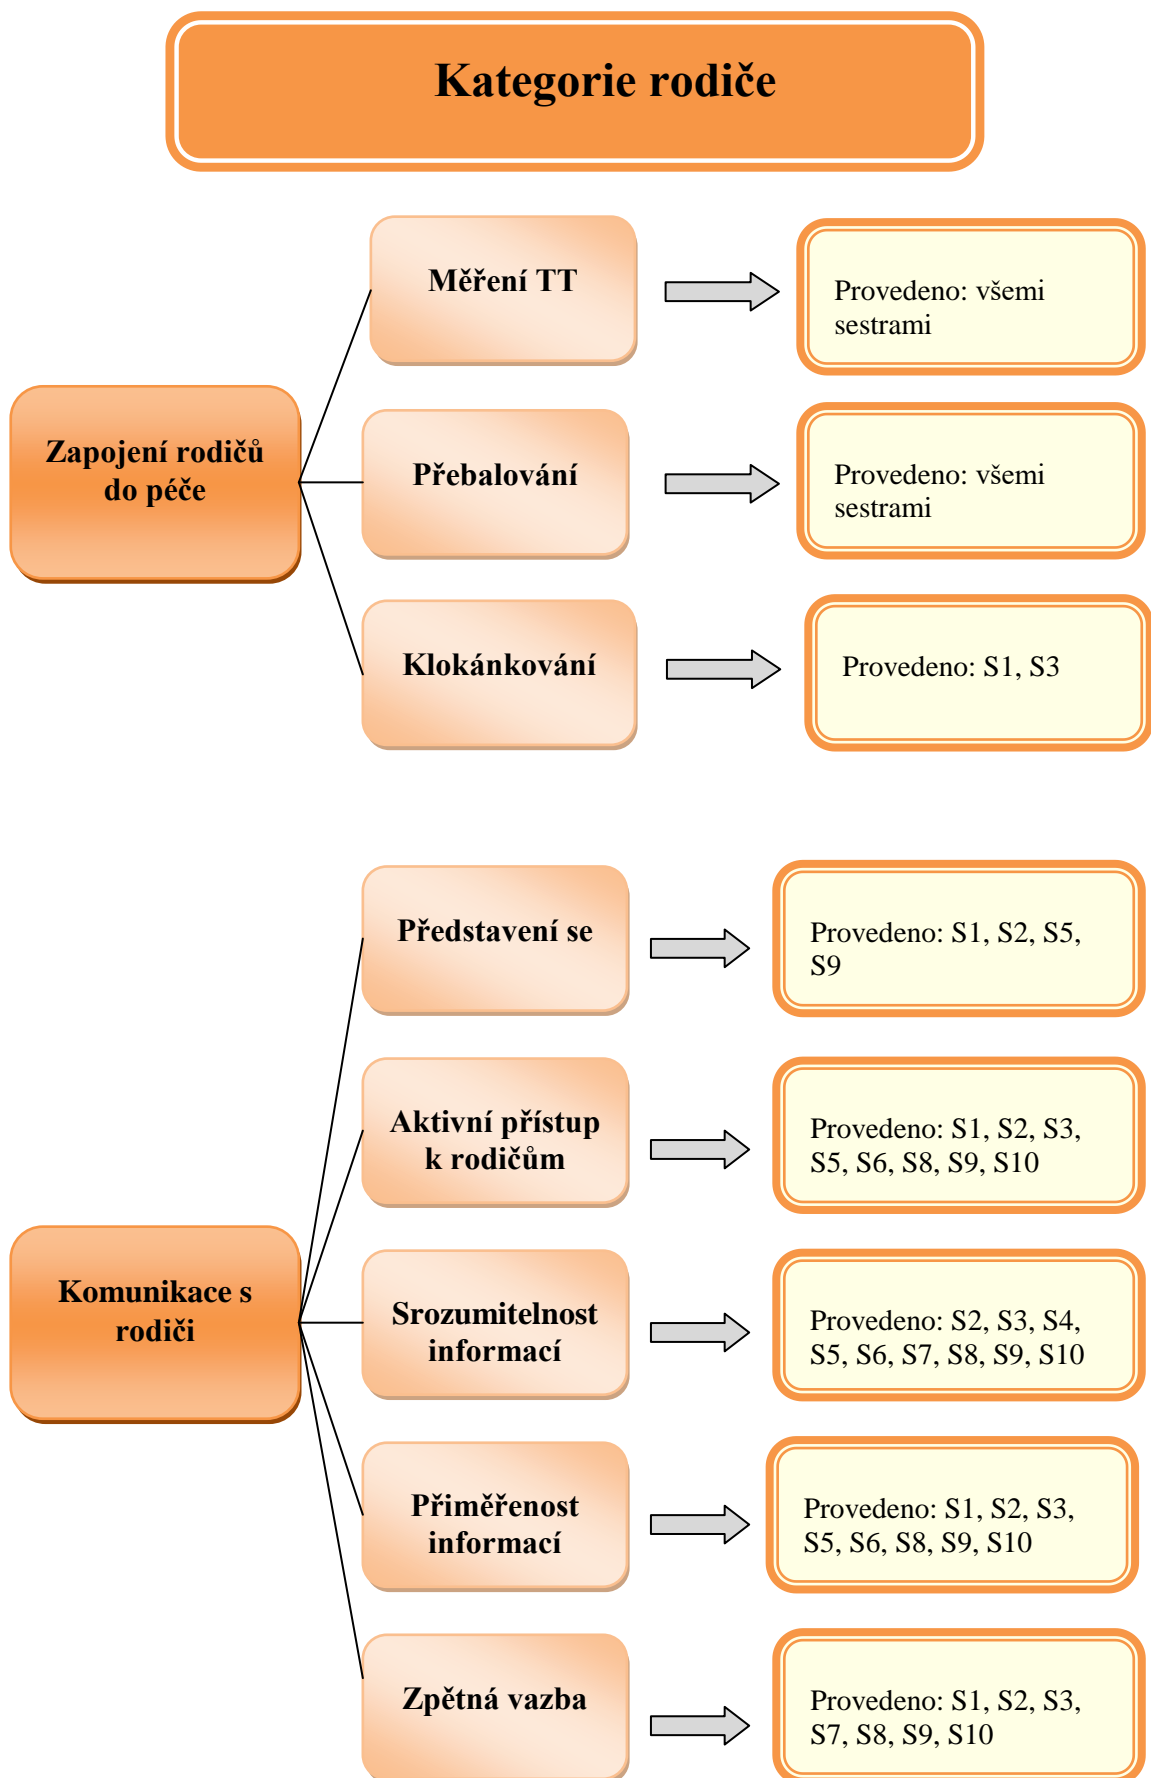 Kategorie rodiče
Měření TT
Provedeno: všemi
sestrami
Zapojení rodičů
do péče
Přebalování
Provedeno: všemi
sestrami
Klokánkování
Provedeno: S1, S3
Představení se
Provedeno: S1, S2, S5,
S9
Aktivní přístup
k rodičům
Provedeno: S1, S2, S3,
S5, S6, S8, S9, S10
Komunikace s
rodiči
Srozumitelnost
informací
Provedeno: S2, S3, S4,
S5, S6, S7, S8, S9, S10
Přiměřenost
informací
Provedeno: S1, S2, S3,
S5, S6, S8, S9, S10
Zpětná vazba
Provedeno: S1, S2, S3,
S7, S8, S9, S10